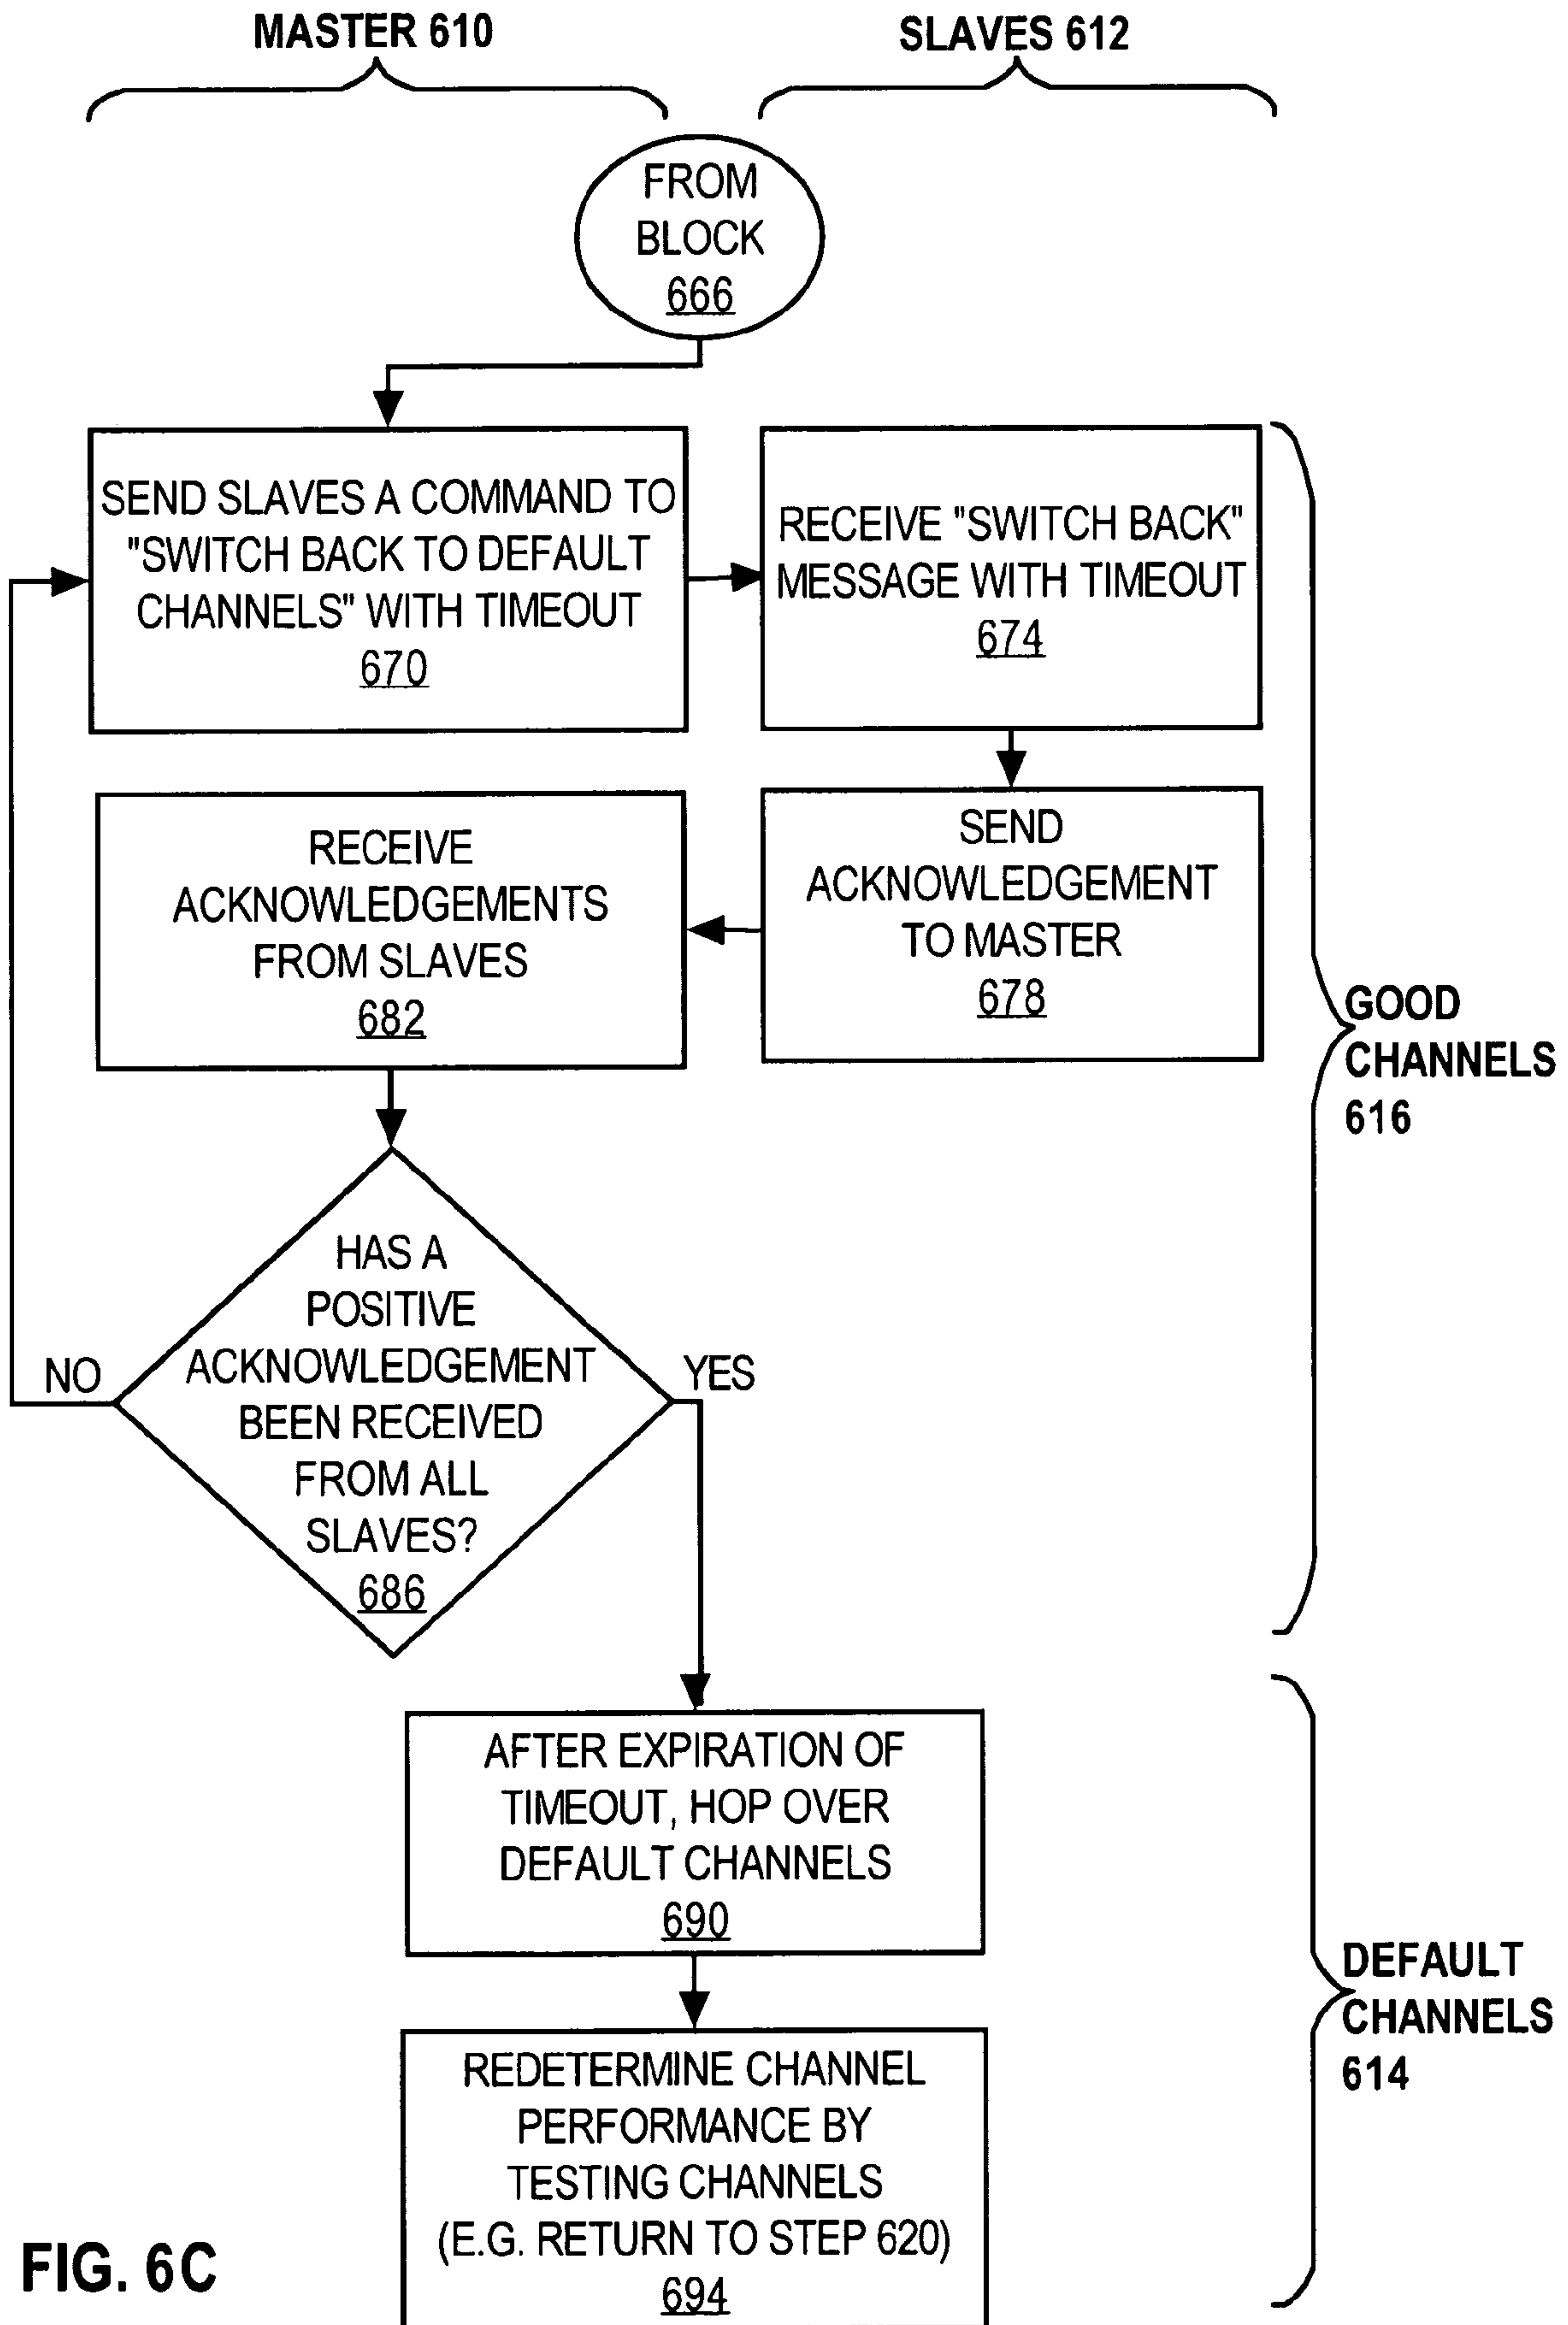 MASTER 610
SLAVES 612
FROM
BLOCK
666
SEND SLAVES A COMMAND TO
"SWITCH BACK TO DEFAULT
CHANNELS" WITH TIMEOUT
670
RECEIVE "SWITCH BACK"
MESSAGE WITH TIMEOUT
674
SEND
ACKNOWLEDGEMENT
TO MASTER
678
RECEIVE
ACKNOWLEDGEMENTS
FROM SLAVES
682
GOOD
CHANNELS
616
HAS A
POSITIVE
ACKNOWLEDGEMENT
BEEN RECEIVED
FROM ALL
SLAVES?
686
NO
YES
AFTER EXPIRATION OF
TIMEOUT, HOP OVER
DEFAULT CHANNELS
690
DEFAULT
CHANNELS
614
REDETERMINE CHANNEL
PERFORMANCE BY
TESTING CHANNELS
(E.G. RETURN TO STEP 620)
694
FIG. 6C